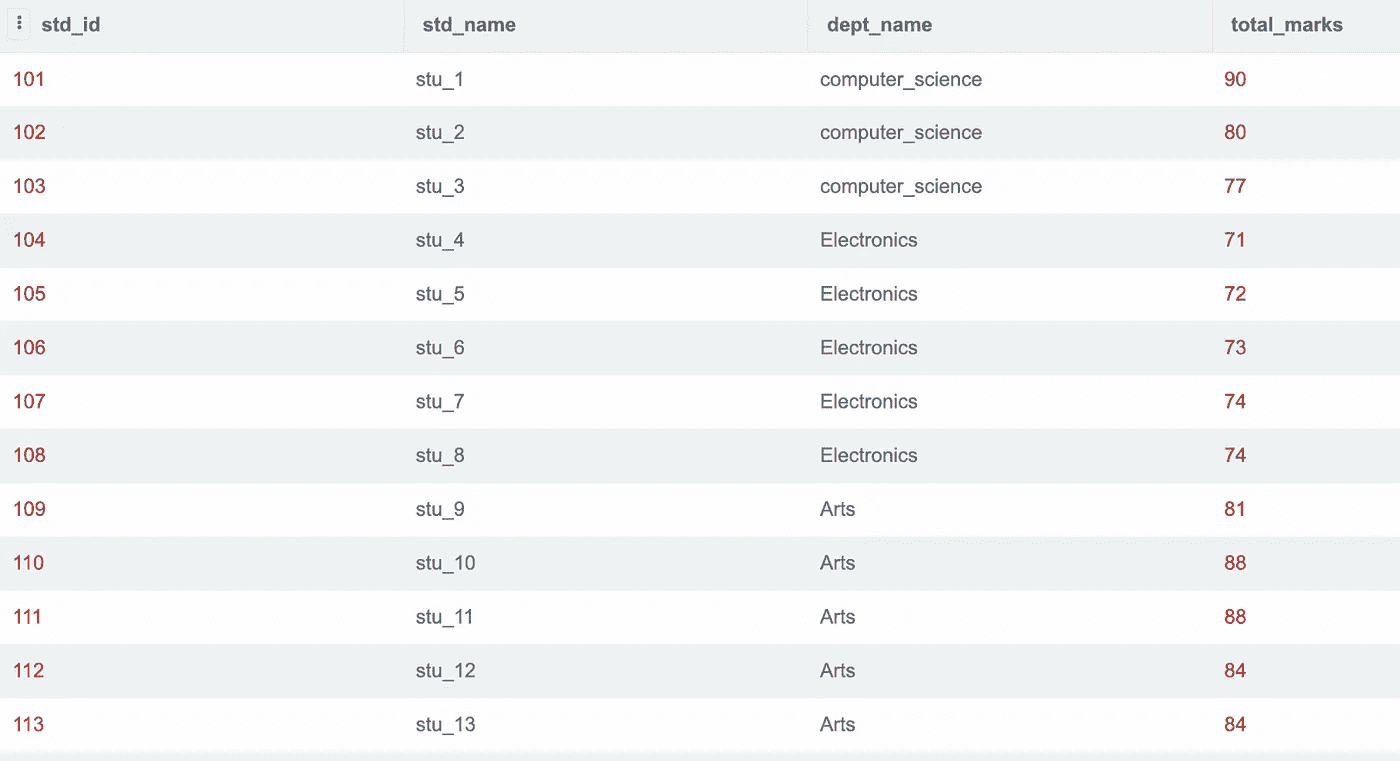 std_id std_name dept_name total_marks
101 stu_1 computer_science 90
102 stu_2 computer_science 80
103 stu_3 computer_science 77
104 stu_4 Electronics 71
105 stu_5 Electronics 72
106 stu_6 Electronics 73
107 stu_7 Electronics 74
108 stu_8 Electronics 74
109 stu_9 Arts 81
110 stu_10 Arts 88
111 stu_11 Arts 88
112 stu_12 Arts 84
113 stu_13 Arts 84